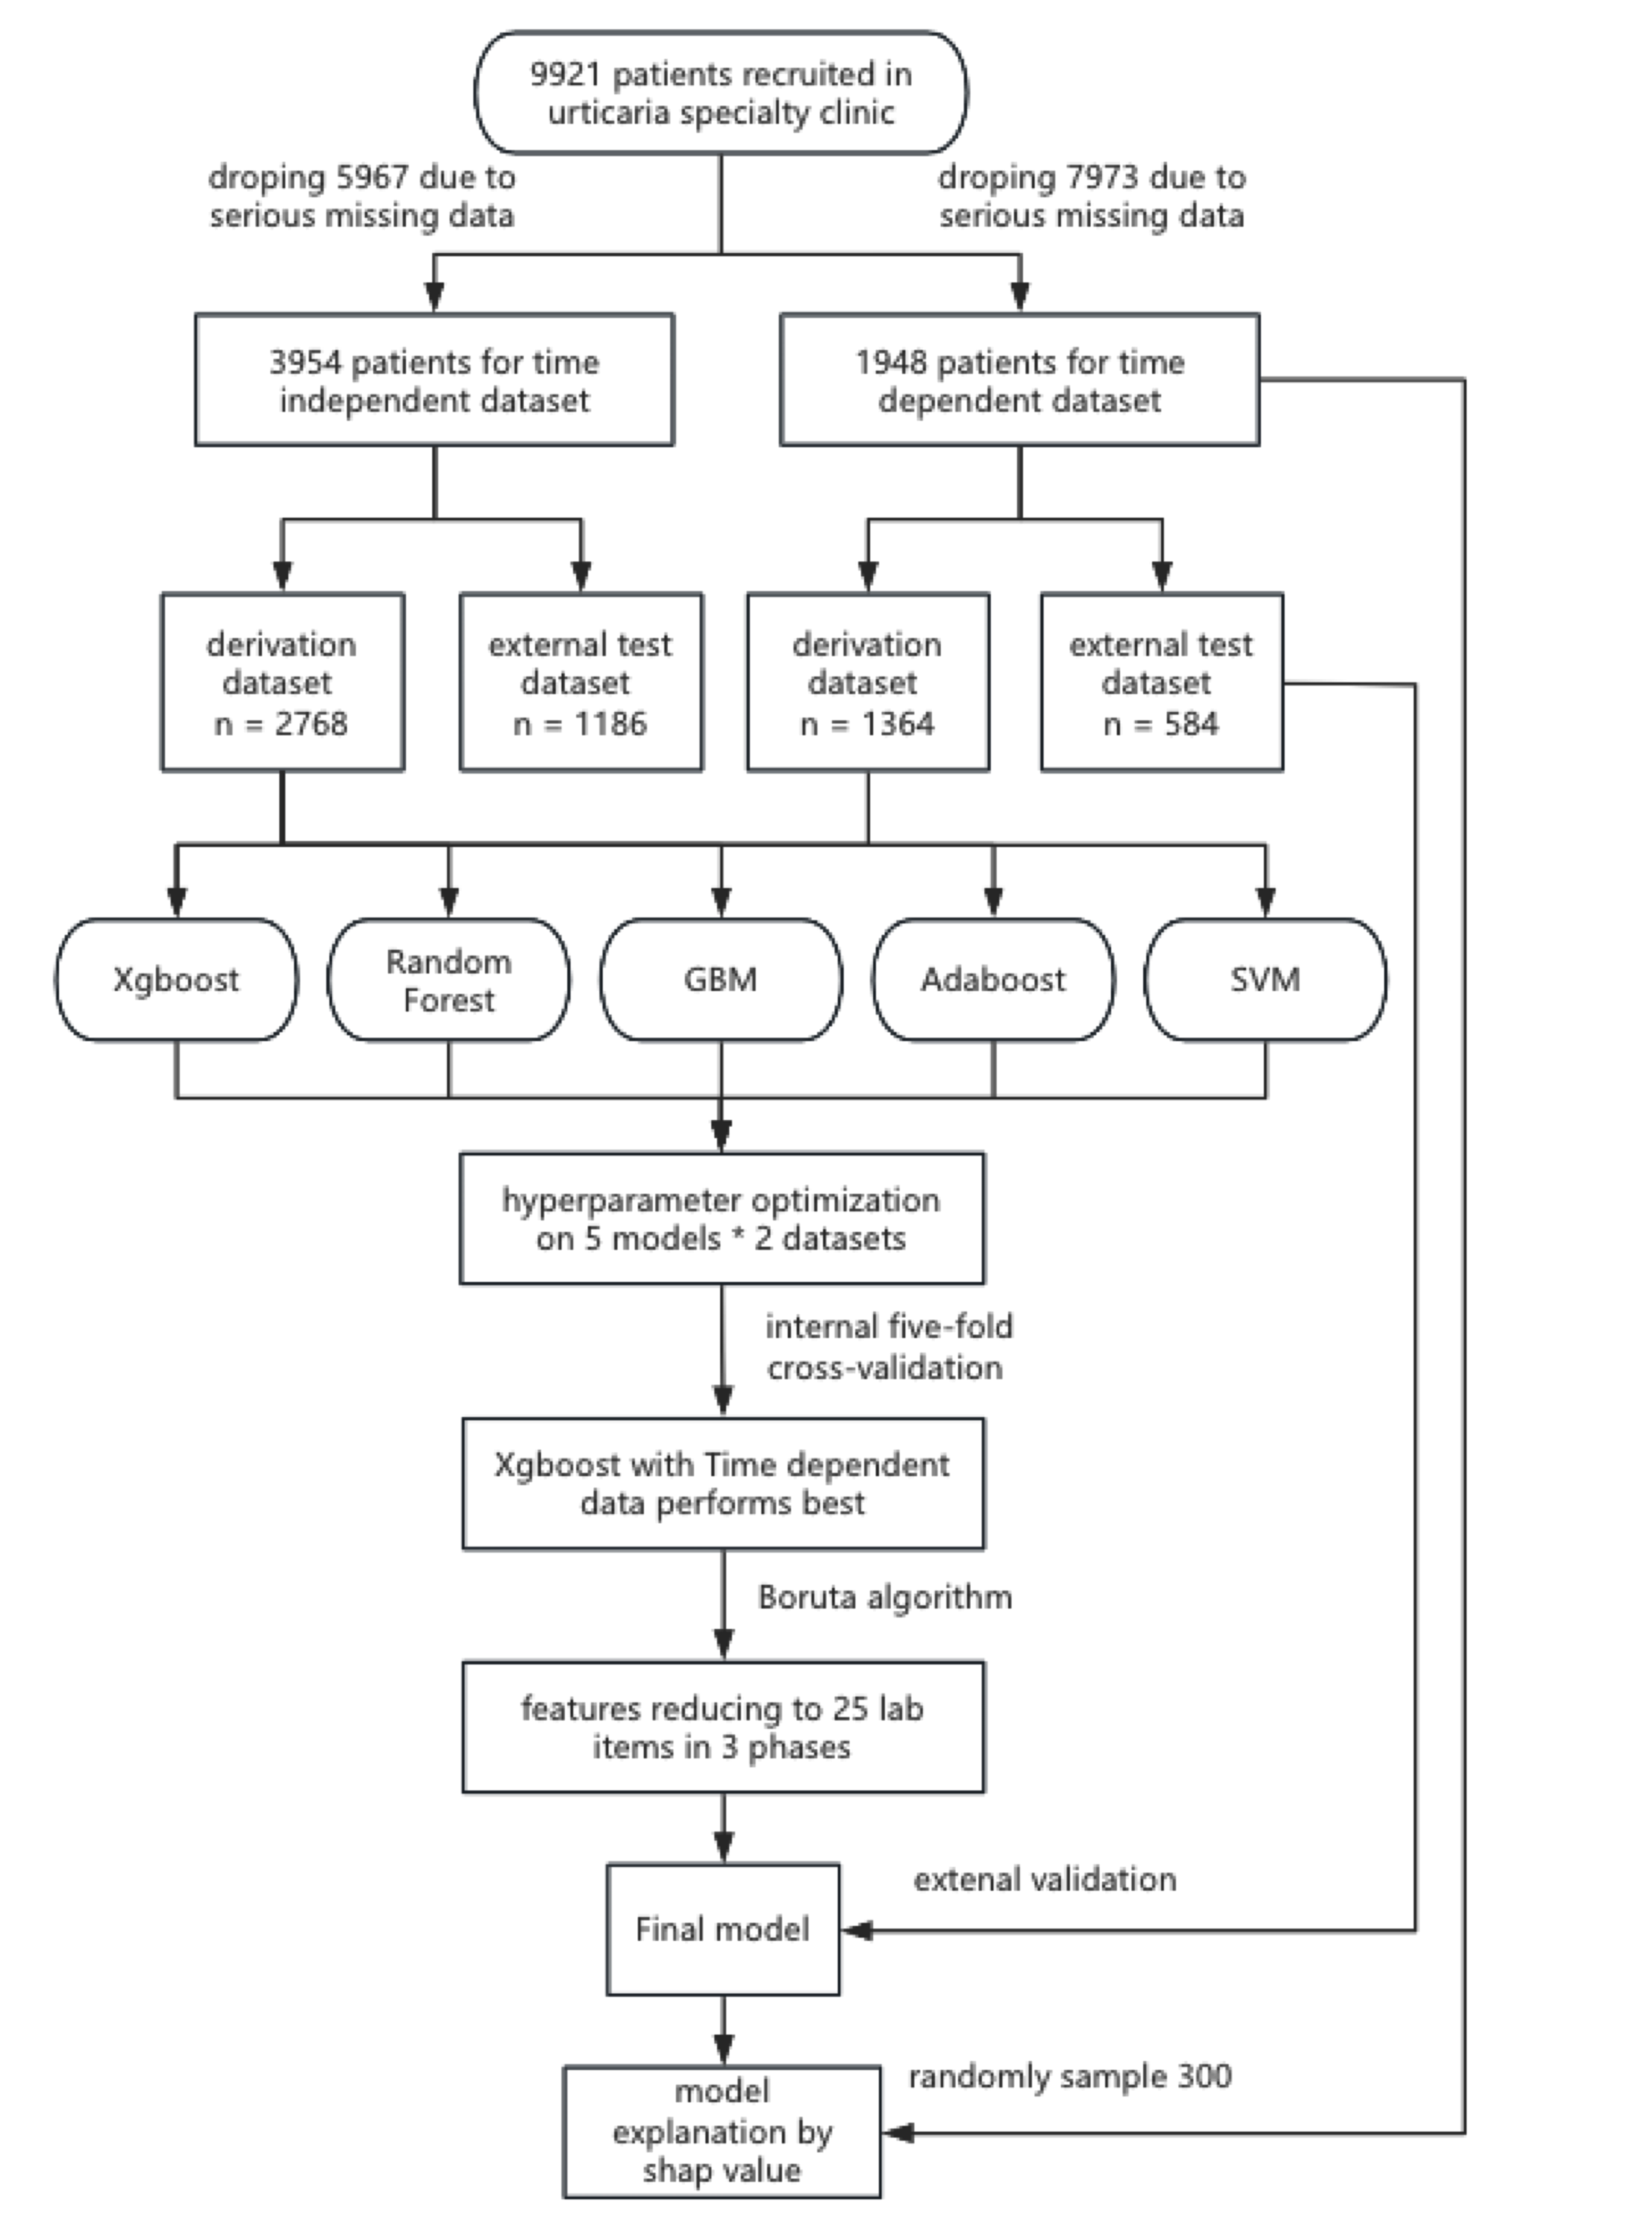 9921 patients recruited in
urticaria specialty clinic
droping 5967 due to
serious missing data
droping 7973 due to
serious missing data
3954 patients for time
independent dataset
1948 patients for time
dependent dataset
derivation
dataset
n = 2768
external test
dataset
n = 1186
derivation
dataset
n = 1364
external test
dataset
n = 584
Xgboost
Random
Forest
GBM
Adaboost
SVM
hyperparameter optimization
on 5 models * 2 datasets
internal five-fold
cross-validation
Xgboost with Time dependent
data performs best
Boruta algorithm
features reducing to 25 lab
items in 3 phases
extenal validation
Final model
randomly sample 300
model
explanation by
shap value